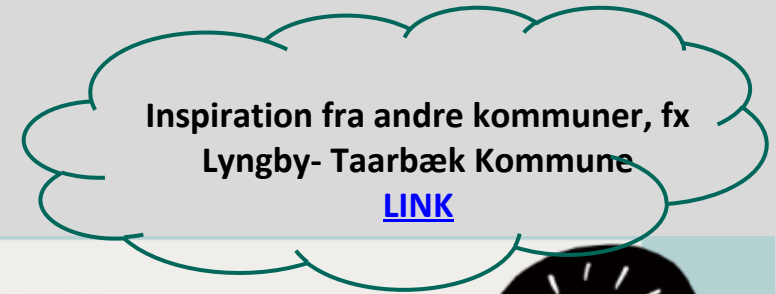 Inspiration fra andre kommuner, fx
Lyngby- Taarbæk Kommune
LINK